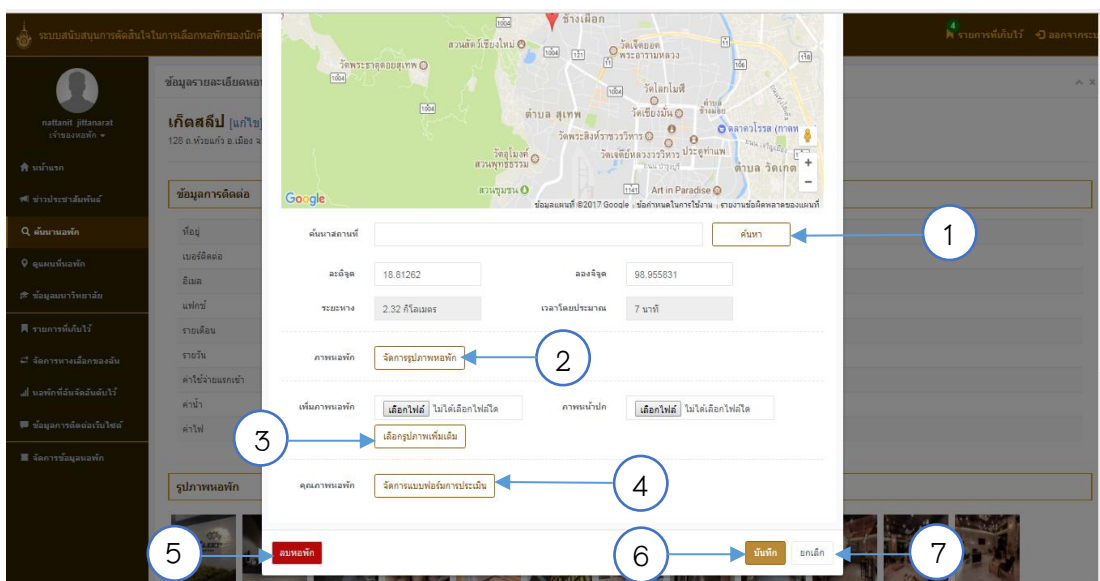 ระบบสนับสนุนการตัดสินใจในการเลือกหอพักของนักศึ
4
รายการที่เก็บไว้
ออกจากระบ
nattanit jittanarat
เจ้าของหอพัก
หน้าแรก
ข่าวประชาสัมพันธ์
ค้นหาหอพัก
ดูแผนที่หอพัก
ข้อมูลมหาวิทยาลัย
รายการที่เก็บไว้
จัดการทางเลือกของฉัน
หอพักที่ฉันจัดอันดับไว้
ข้อมูลการติดต่อเว็บไซต์
จัดการข้อมูลหอพัก
ข้อมูลรายละเอียดหอ
เก็ตสลีป [แก้ไข]
128 ถ.ห้วยแก้ว อ.เมือง จ
ข้อมูลการติดต่อ
ที่อยู่
เบอร์ติดต่อ
อีเมล
แฟกซ์
รายเดือน
รายวัน
ค่าใช้จ่ายแรกเข้า
ค่าน้ำ
ค่าไฟ
รูปภาพหอพัก
1004
ช้างเผือก
สวนสัตว์เชียงใหม่
1004
121
วัดเจ็ดยอด
พระอารามหลวง
11
11
106
วัดพระธาตุดอยสุเทพ
1004
1004
วัดโลกโมฬี
1004
ตำบล สุเทพ
วัดเชียงมั่น
ตำบล
ช้างม่อย
วัดพระสิงห์วรวิหาร
ตลาดวโรรส (กาดห
วัดอุโมงค์
สวนพุทธธรรม
วัดเจดีย์หลวงวรวิหาร
ประตูท่าแพ
ตำบล วัดเกต
สวนขุมชน
1141
Art in Paradise
+
−
Google
ข้อมูลแผนที่ ©2017 Google
ข้อกำหนดในการใช้งาน
รายงานข้อผิดพลาดของแผนที่
ค้นหาสถานที่
ค้นหา
1
ละติจูด
18.81262
ลองจิจูด
98.955831
ระยะทาง
2.32 กิโลเมตร
เวลาโดยประมาณ
7 นาที
ภาพหอพัก
จัดการรูปภาพหอพัก
2
เพิ่มภาพหอพัก
เลือกไฟล์ ไม่ได้เลือกไฟล์ใด
ภาพหน้าปก
เลือกไฟล์ ไม่ได้เลือกไฟล์ใด
3
เลือกรูปภาพเพิ่มเติม
คุณภาพหอพัก
จัดการแบบฟอร์มการประเมิน
4
5
ลบหอพัก
6
บันทึก
ยกเลิก
7